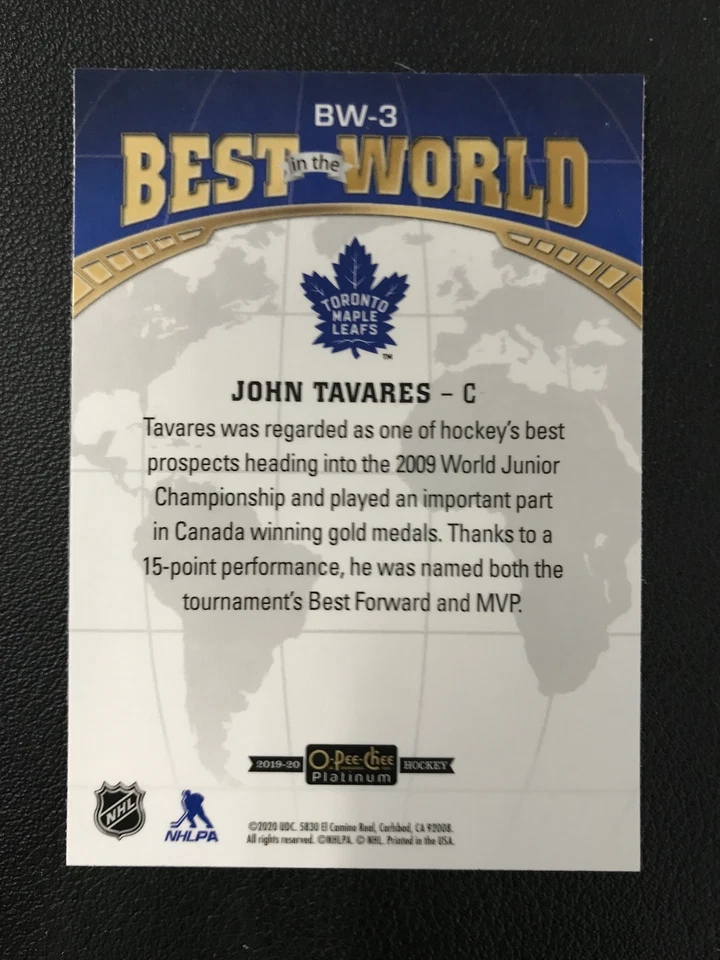 BW-3
BEST in the WORLD
TORONTO
MAPLE
LEAFS
TM
JOHN TAVARES – C
Tavares was regarded as one of hockey's best
prospects heading into the 2009 World Junior
Championship and played an important part
in Canada winning gold medals. Thanks to a
15-point performance, he was named both the
tournament's Best Forward and MVP.
2019-20 O-Pee-Chee HOCKEY
Platinum
NHL
NHLPA
©2020 UDC. 5830 El Camino Real, Carlsbad, CA 92008.
All rights reserved. ©NHLPA. © NHL. Printed in the USA.